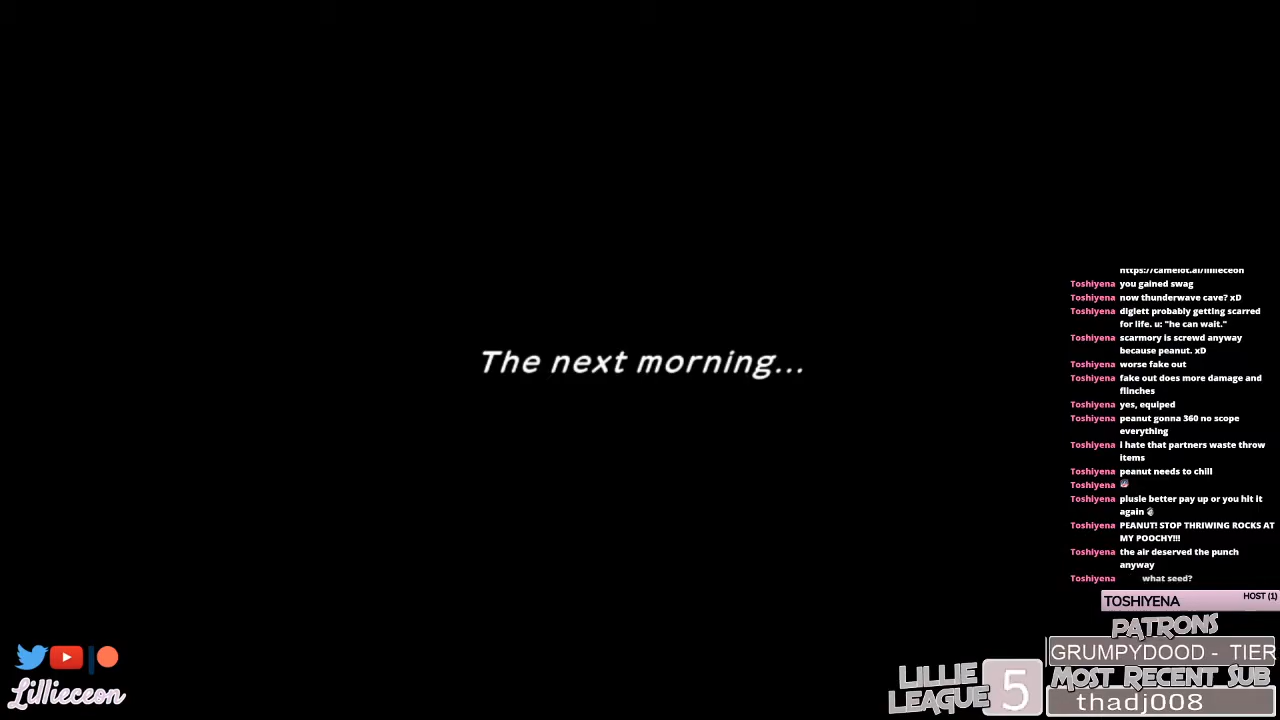 The next morning...
https://camelot.ai/lillieceon
Toshiyena you gained swag
Toshiyena now thunderwave cave? xD
Toshiyena diglett probably getting scarred
for life. u: "he can wait."
Toshiyena scarmory is screwd anyway
because peanut. xD
Toshiyena worse fake out
Toshiyena fake out does more damage and
flinches
Toshiyena yes, equiped
Toshiyena peanut gonna 360 no scope
everything
Toshiyena i hate that partners waste throw
items
Toshiyena peanut needs to chill
Toshiyena
Toshiyena plusle better pay up or you hit it
again
Toshiyena PEANUT! STOP THRIWING ROCKS AT
MY POOCHY!!!
Toshiyena the air deserved the punch
anyway
Toshiyena what seed?
TOSHIYENA HOST (1)
PATRONS
GRUMPYDOOD - TIER
MOST RECENT SUB
thadj008
LILLIE
LEAGUE 5
Lillieceon